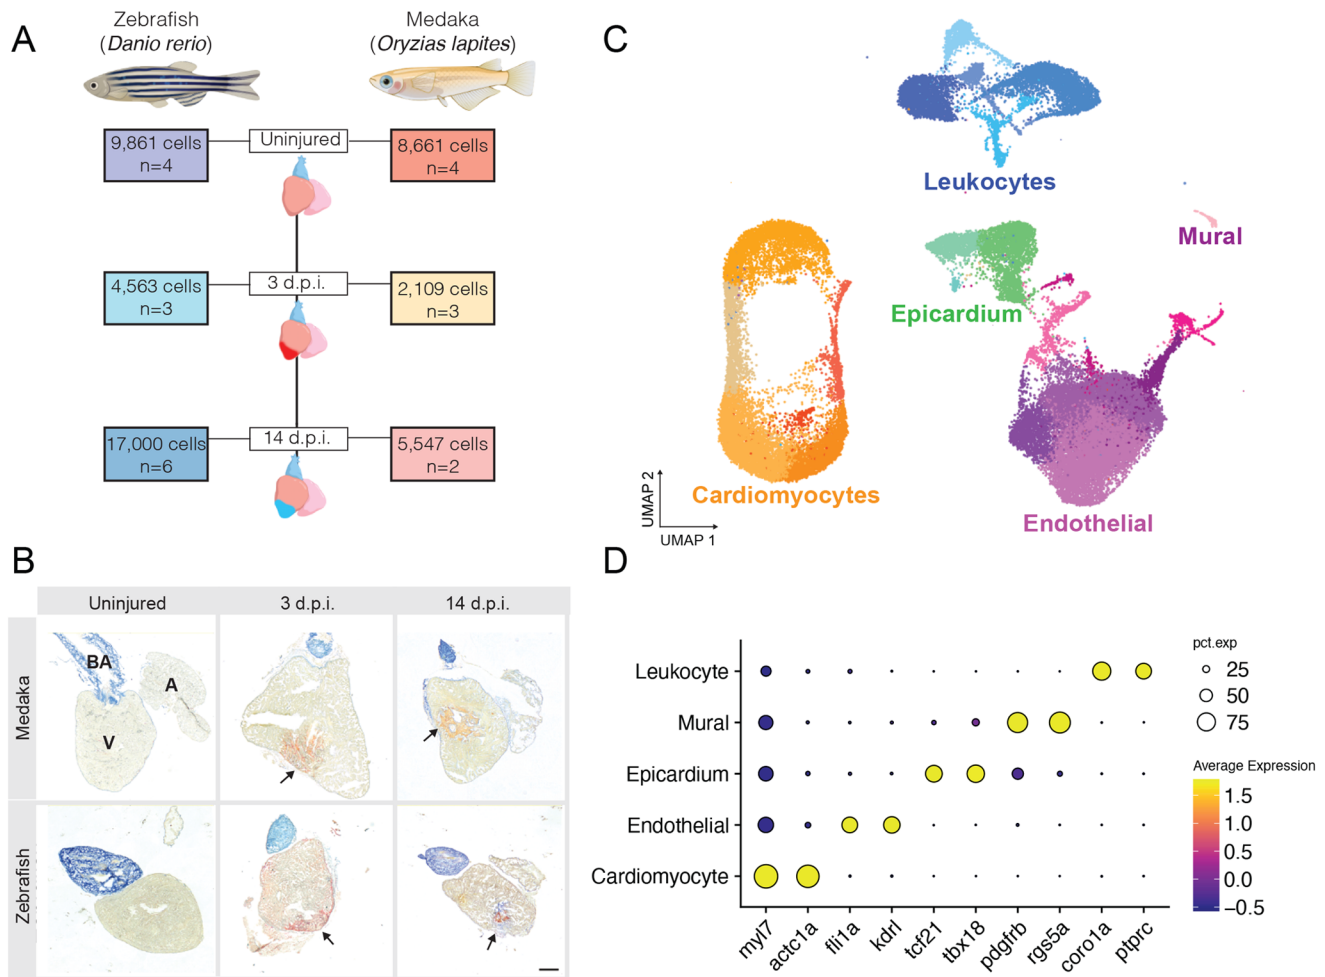 A
Zebrafish
(Danio rerio)
Medaka
(Oryzias lapites)
9,861 cells
n=4
Uninjured
8,661 cells
n=4
4,563 cells
n=3
3 d.p.i.
2,109 cells
n=3
17,000 cells
n=6
14 d.p.i.
5,547 cells
n=2
B
Uninjured
3 d.p.i.
14 d.p.i.
Medaka
BA
A
V
Zebrafish
C
Leukocytes
Mural
Epicardium
Cardiomyocytes
Endothelial
UMAP 2
UMAP 1
D
Leukocyte
Mural
Epicardium
Endothelial
Cardiomyocyte
myl7
actc1a
fli1a
kdrl
tcf21
tbx18
pdgfrb
rgs5a
coro1a
ptprc
pct.exp
25
50
75
Average Expression
1.5
1.0
0.5
0.0
−0.5